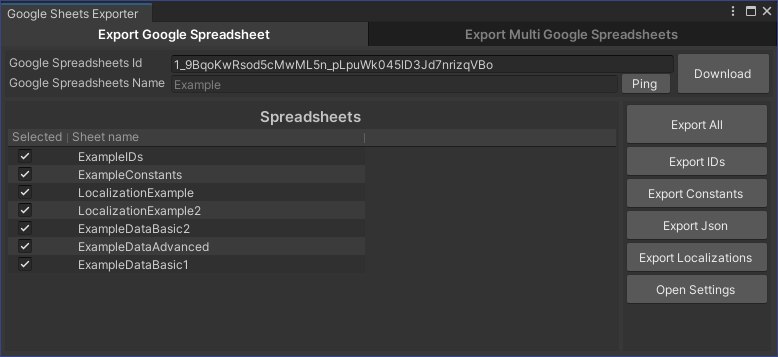 Google Sheets Exporter
Export Google Spreadsheet
Export Multi Google Spreadsheets
Google Spreadsheets Id
1_9BqoKwRsod5cMwML5n_pLpuWk045lD3Jd7nrizqVBo
Download
Google Spreadsheets Name
Example
Ping
Spreadsheets
Selected
Sheet name
ExampleIDs
ExampleConstants
LocalizationExample
LocalizationExample2
ExampleDataBasic2
ExampleDataAdvanced
ExampleDataBasic1
Export All
Export IDs
Export Constants
Export Json
Export Localizations
Open Settings